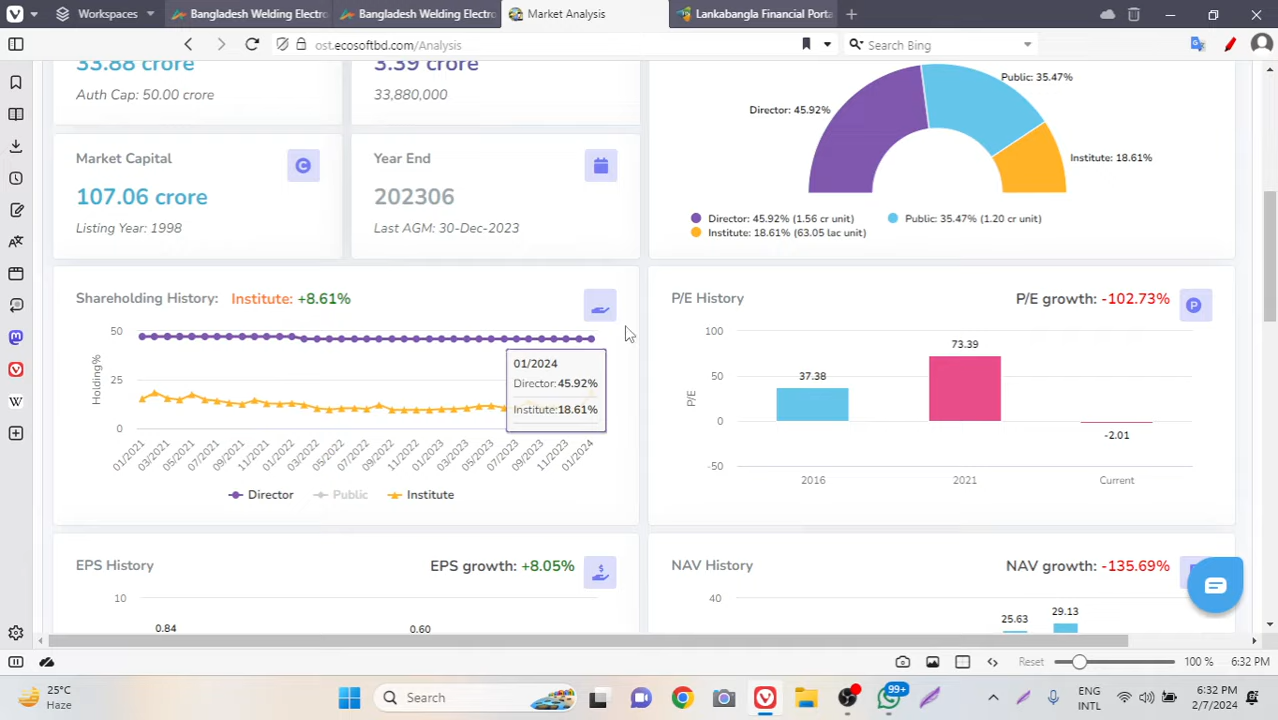 Workspaces
Bangladesh Welding Electro
Bangladesh Welding Electro
Market Analysis
Lankabangla Financial Porta
ost.ecosoftbd.com/Analysis
Search Bing
33.88 crore
Auth Cap: 50.00 crore
3.39 crore
33,880,000
Public: 35.47%
Director: 45.92%
Institute: 18.61%
Director: 45.92% (1.56 cr unit)
Public: 35.47% (1.20 cr unit)
Institute: 18.61% (63.05 lac unit)
Market Capital
107.06 crore
Listing Year: 1998
Year End
202306
Last AGM: 30-Dec-2023
Shareholding History:
Institute: +8.61%
50
25
0
Holding%
01/2024
Director:45.92%
Institute:18.61%
01/2021
03/2021
05/2021
07/2021
09/2021
11/2021
01/2022
03/2022
05/2022
07/2022
09/2022
11/2022
01/2023
03/2023
05/2023
07/2023
09/2023
11/2023
01/2024
Director
Public
Institute
P/E History
P/E growth: -102.73%
P
100
50
0
-50
P/E
37.38
73.39
-2.01
2016
2021
Current
EPS History
EPS growth: +8.05%
10
0.84
0.60
NAV History
NAV growth: -135.69%
40
25.63
29.13
Reset
100 %
6:32 PM
25°C
Haze
Search
99+
ENG
INTL
6:32 PM
2/7/2024